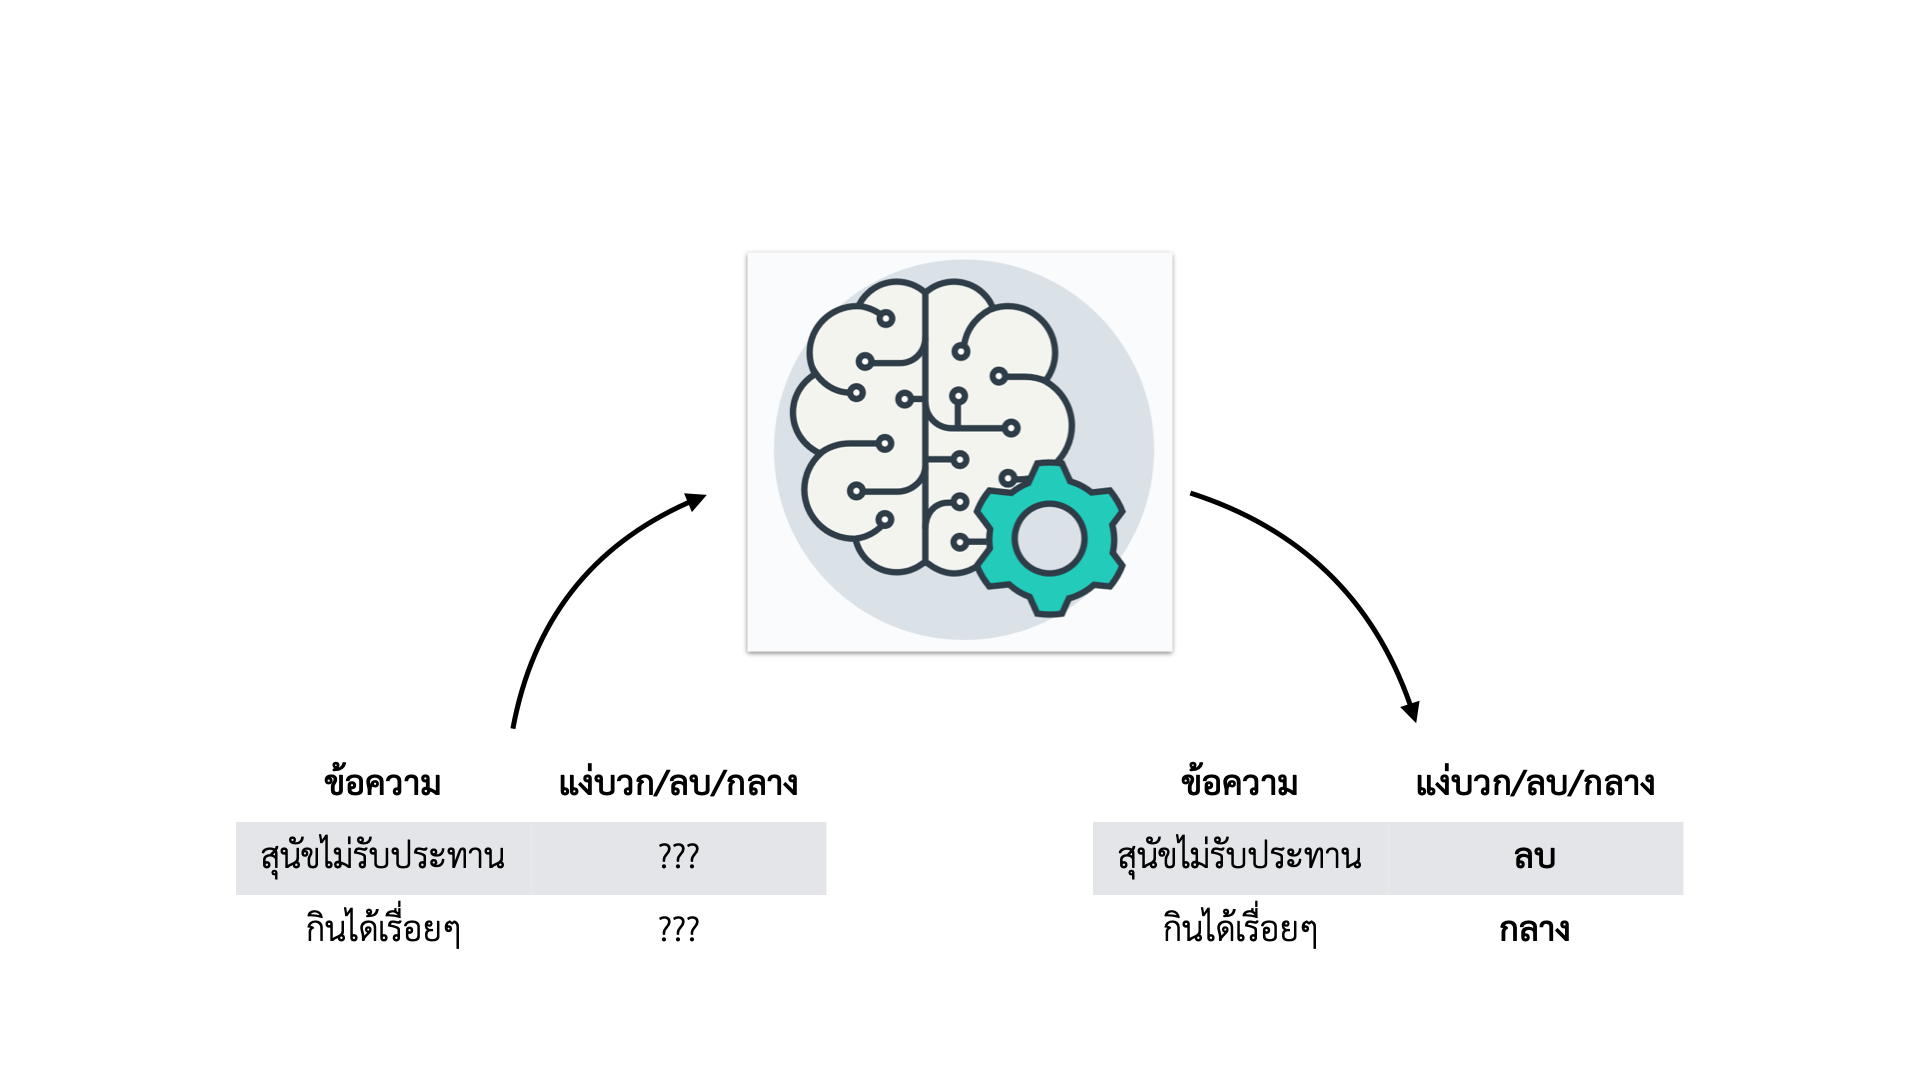 ข้อความ แง่บวก/ลบ/กลาง
สุนัขไม่รับประทาน ???
กินได้เรื่อยๆ ???
ข้อความ แง่บวก/ลบ/กลาง
สุนัขไม่รับประทาน ลบ
กินได้เรื่อยๆ กลาง